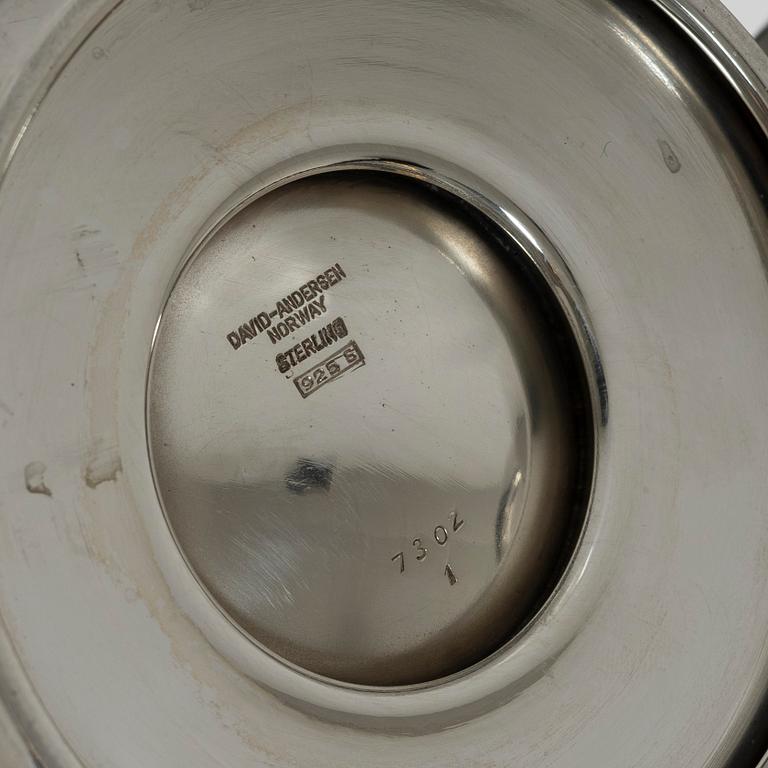 DAVID-ANDERSEN
NORWAY
STERLING
925 S
7302
1